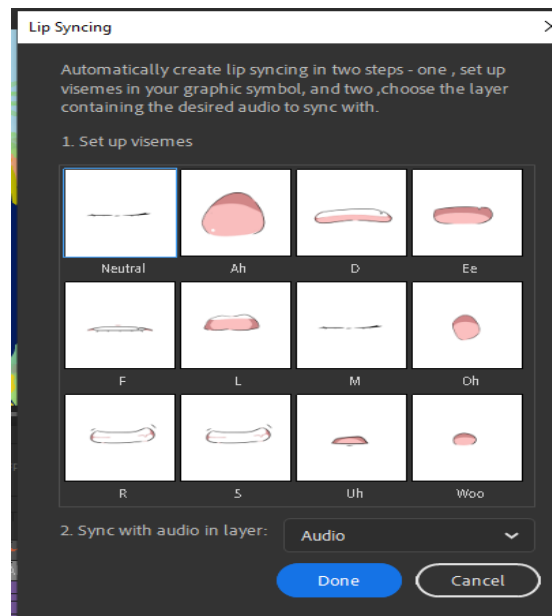 Lip Syncing
Automatically create lip syncing in two steps - one , set up
visemes in your graphic symbol, and two ,choose the layer
containing the desired audio to sync with.
1. Set up visemes
Neutral Ah D Ee
F L M Oh
R S Uh Woo
2. Sync with audio in layer: Audio
Done Cancel